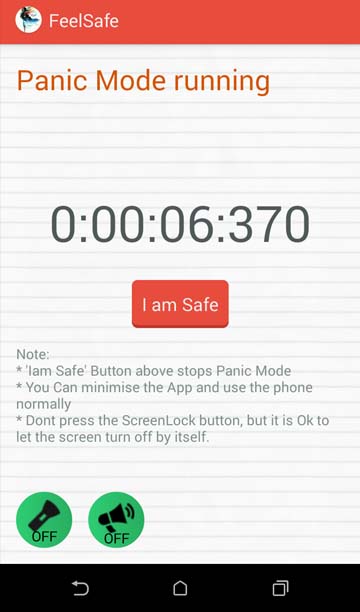 FeelSafe
Panic Mode running
0:00:06:370
I am Safe
Note:
* 'Iam Safe' Button above stops Panic Mode
* You Can minimise the App and use the phone
normally
* Dont press the ScreenLock button, but it is Ok to
let the screen turn off by itself.
OFF
OFF